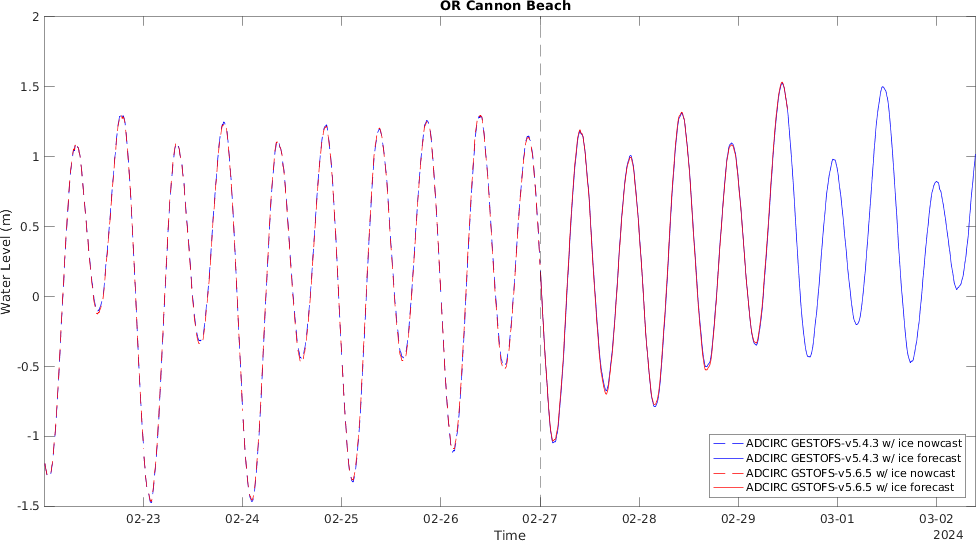 OR Cannon Beach
2
1.5
1
0.5
0
-0.5
-1
-1.5
Water Level (m)
02-23 02-24 02-25 02-26 02-27 02-28 02-29 03-01 03-02
Time
2024
ADCIRC GESTOFS-v5.4.3 w/ ice nowcast
ADCIRC GESTOFS-v5.4.3 w/ ice forecast
ADCIRC GSTOFS-v5.6.5 w/ ice nowcast
ADCIRC GSTOFS-v5.6.5 w/ ice forecast